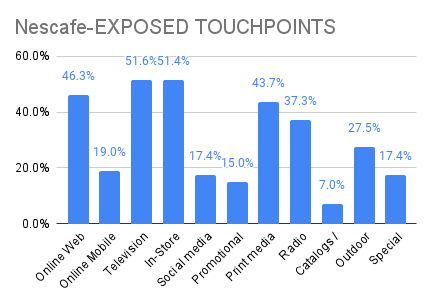 Nescafe-EXPOSED TOUCHPOINTS
60.0%
40.0%
20.0%
0.0%
46.3%
19.0%
51.6%
51.4%
17.4%
15.0%
43.7%
37.3%
7.0%
27.5%
17.4%
Online Web
Online Mobile
Television
In-Store
Social media
Promotional
Print media
Radio
Catalogs /
Outdoor
Special